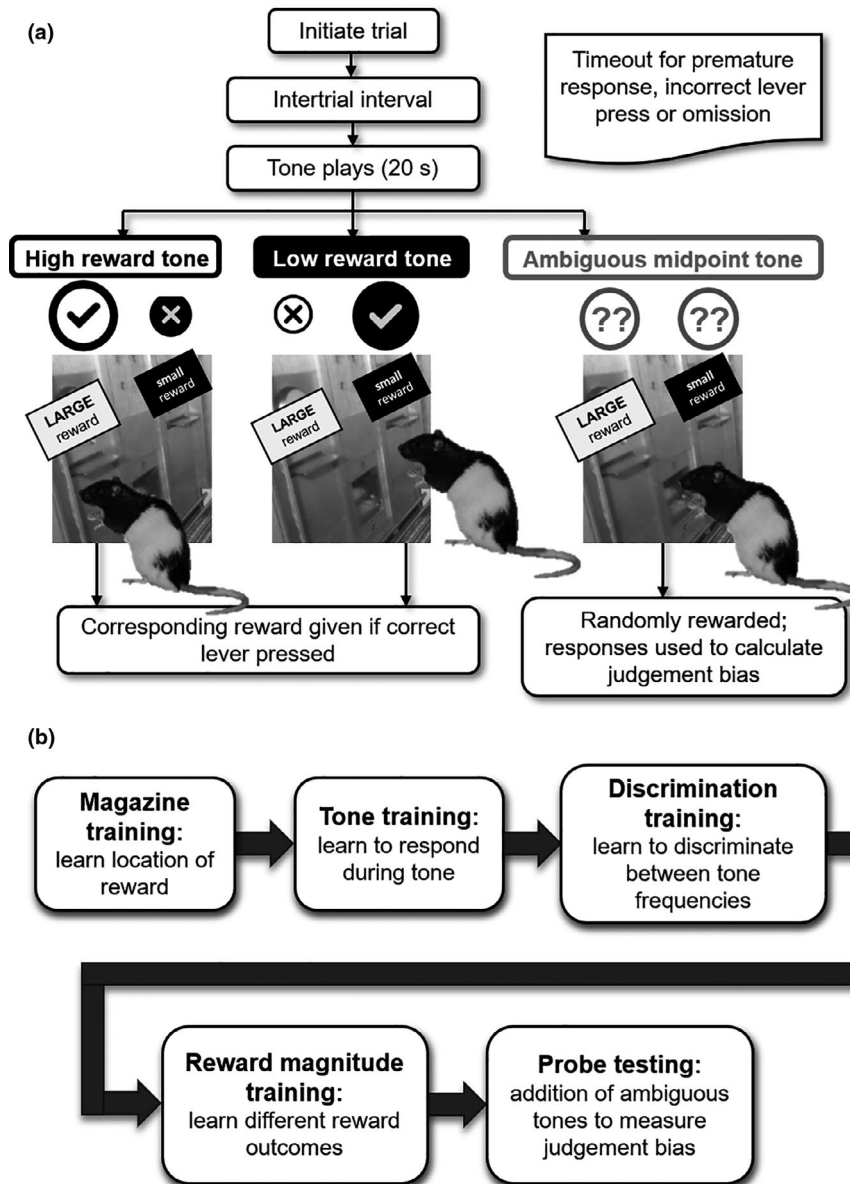 (a)
Initiate trial
Intertrial interval
Tone plays (20 s)
Timeout for premature
response, incorrect lever
press or omission
High reward tone
Low reward tone
Ambiguous midpoint tone
??
??
LARGE
reward
small
reward
LARGE
reward
small
reward
LARGE
reward
small
reward
Corresponding reward given if correct
lever pressed
Randomly rewarded;
responses used to calculate
judgement bias
(b)
Magazine
training:
learn location of
reward
Tone training:
learn to respond
during tone
Discrimination
training:
learn to discriminate
between tone
frequencies
Reward magnitude
training:
learn different reward
outcomes
Probe testing:
addition of ambiguous
tones to measure
judgement bias